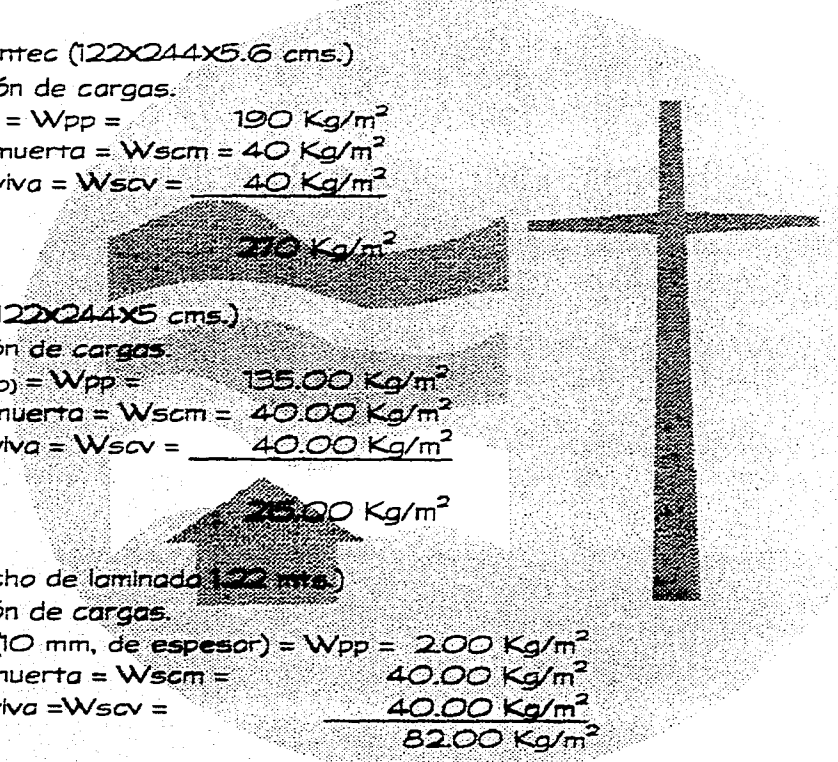 ntec (122X244X5.6 cms.)
ón de cargas.
= Wpp = 190 Kg/m²
nuerta = Wscm = 40 Kg/m²
viva = Wscv = 40 Kg/m²
270 Kg/m²
122X244X5 cms.)
ón de cargas.
o) = Wpp = 135.00 Kg/m²
nuerta = Wscm = 40.00 Kg/m²
viva = Wscv = 40.00 Kg/m²
215.00 Kg/m²
cho de laminado 1.22 mts.)
ón de cargas.
(10 mm, de espesor) = Wpp = 2.00 Kg/m²
nuerta = Wscm = 40.00 Kg/m²
viva =Wscv = 40.00 Kg/m²
82.00 Kg/m²